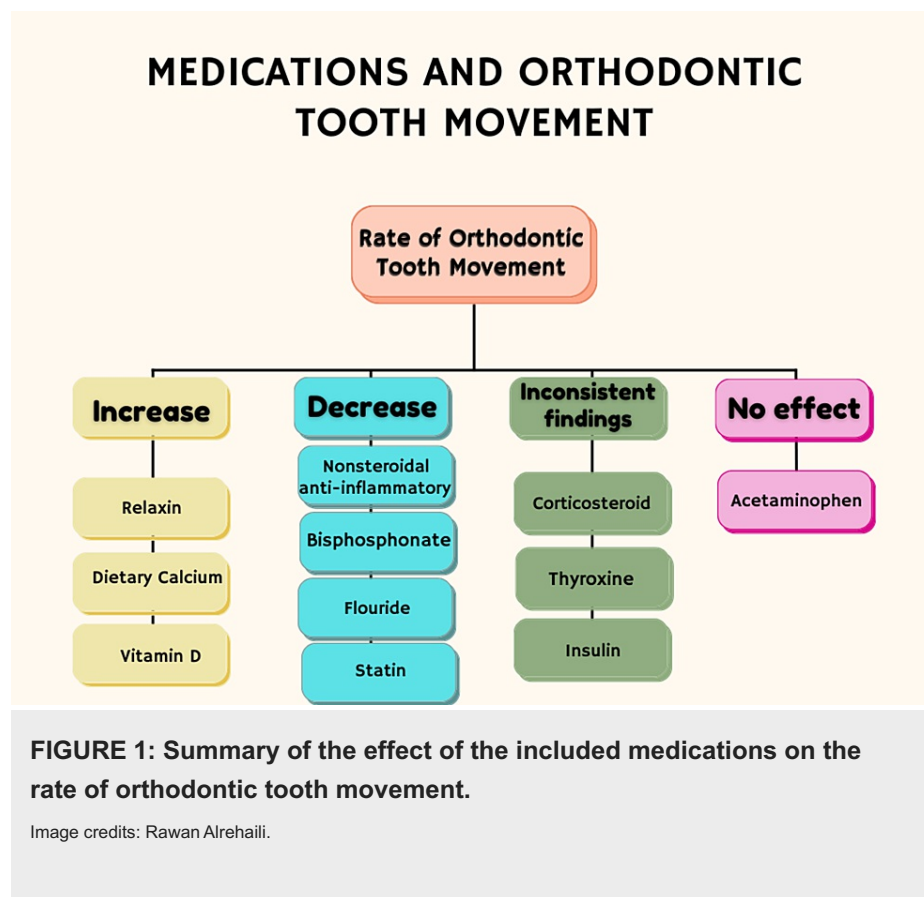 MEDICATIONS AND ORTHODONTIC
TOOTH MOVEMENT
Rate of Orthodontic
Tooth Movement
Increase
Relaxin
Dietary Calcium
Vitamin D
Decrease
Nonsteroidal
anti-inflammatory
Bisphosphonate
Flouride
Statin
Inconsistent
findings
Corticosteroid
Thyroxine
Insulin
No effect
Acetaminophen
FIGURE 1: Summary of the effect of the included medications on the
rate of orthodontic tooth movement.
Image credits: Rawan Alrehaili.